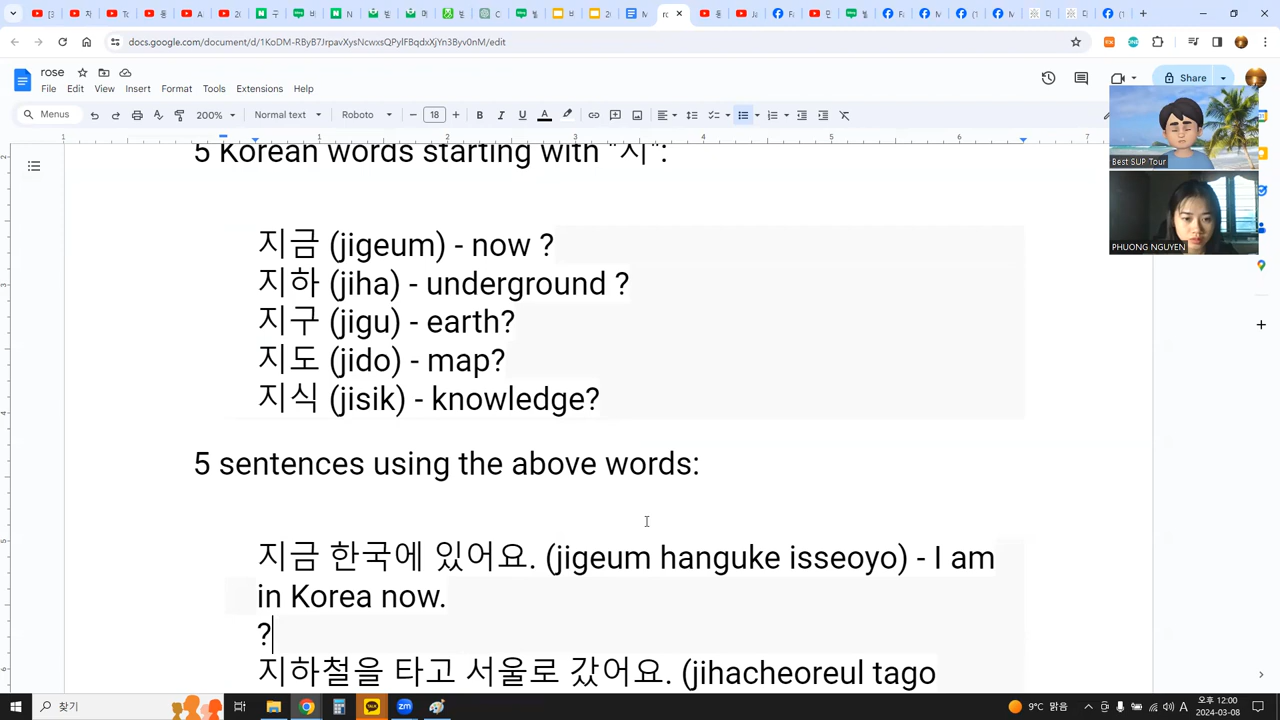 docs.google.com/document/d/1KoDM-RByB7JrpavXysNcwxsQPylFBqdxXjYn3Byv0nM/edit
rose
File Edit View Insert Format Tools Extensions Help
Share
Menus
200%
Normal text
Roboto
18
5 Korean words starting with "지":
지금 (jigeum) - now ?
지하 (jiha) - underground ?
지구 (jigu) - earth?
지도 (jido) - map?
지식 (jisik) - knowledge?
5 sentences using the above words:
지금 한국에 있어요. (jigeum hanguke isseoyo) - I am
in Korea now.
?
지하철을 타고 서울로 갔어요. (jihacheoreul tago
Best SUP Tour
PHUONG NGUYEN
찾기
9°C 맑음
오후 12:00
2024-03-08